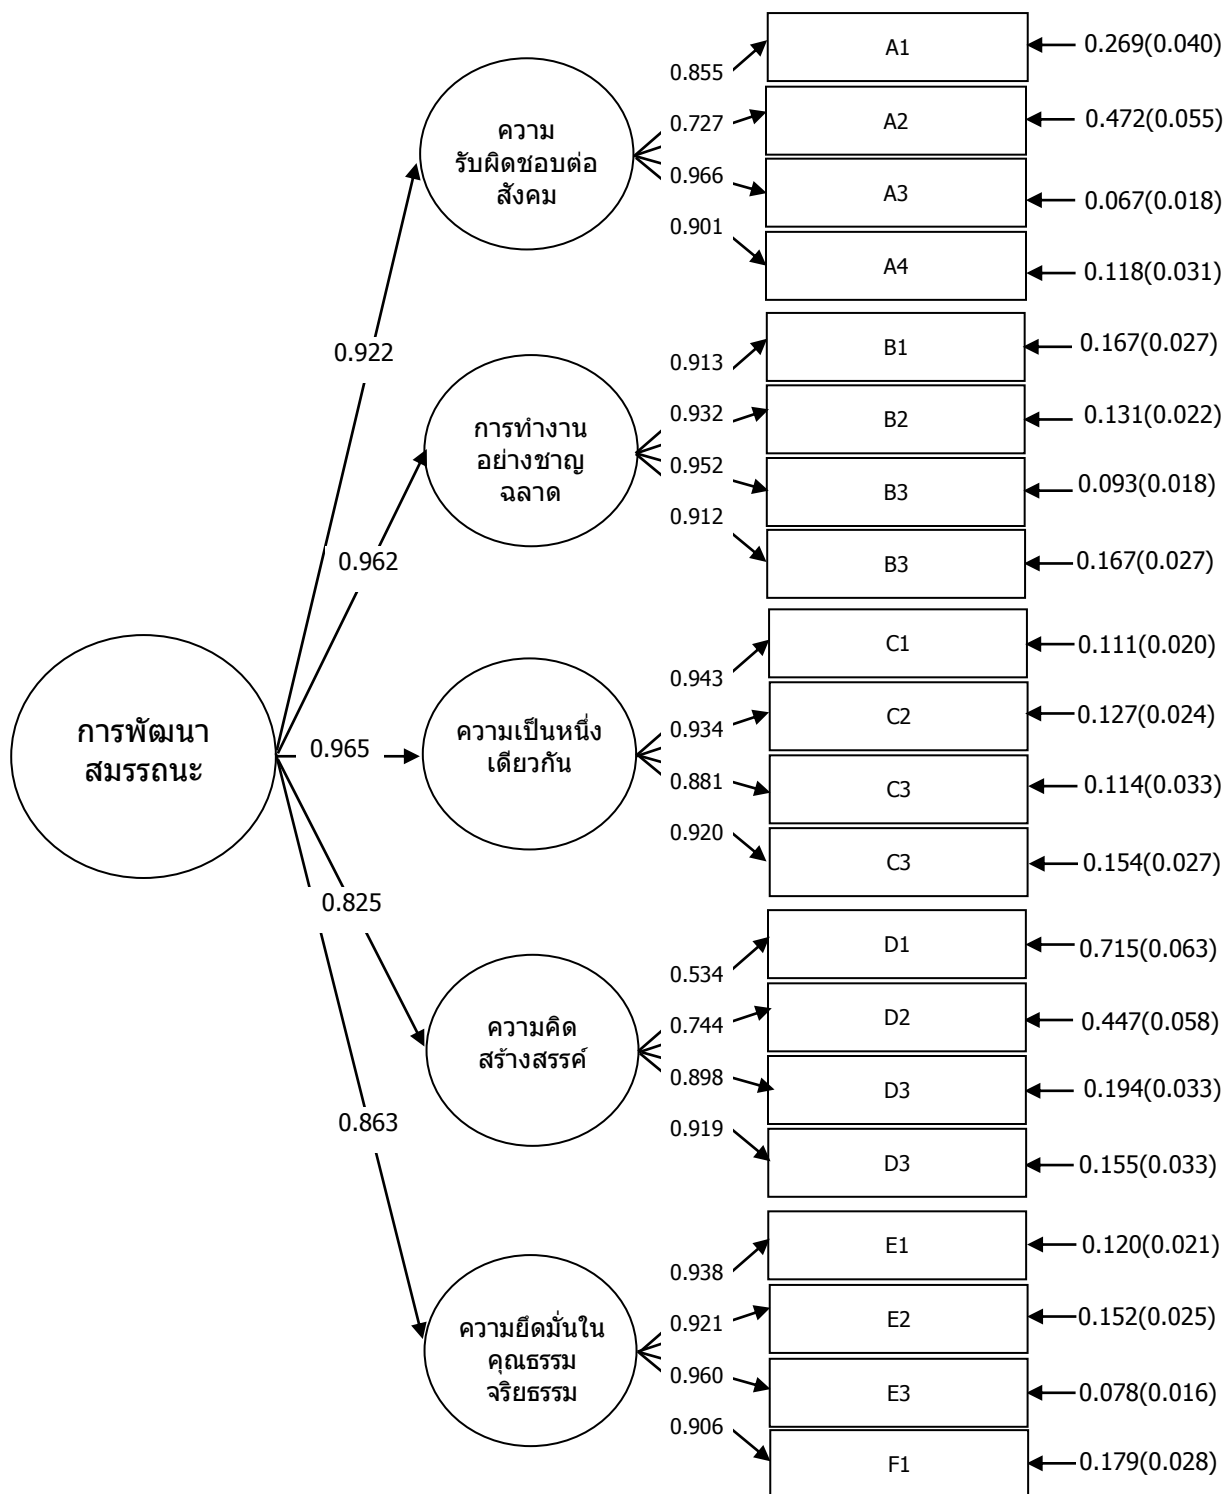 การพัฒนา
สมรรถนะ
0.922
0.962
0.965
0.825
0.863
ความ
รับผิดชอบต่อ
สังคม
0.855
0.727
0.966
0.901
A1
A2
A3
A4
0.269(0.040)
0.472(0.055)
0.067(0.018)
0.118(0.031)
การทำงาน
อย่างชาญ
ฉลาด
0.913
0.932
0.952
0.912
B1
B2
B3
B3
0.167(0.027)
0.131(0.022)
0.093(0.018)
0.167(0.027)
ความเป็นหนึ่ง
เดียวกัน
0.943
0.934
0.881
0.920
C1
C2
C3
C3
0.111(0.020)
0.127(0.024)
0.114(0.033)
0.154(0.027)
ความคิด
สร้างสรรค์
0.534
0.744
0.898
0.919
D1
D2
D3
D3
0.715(0.063)
0.447(0.058)
0.194(0.033)
0.155(0.033)
ความยึดมั่นใน
คุณธรรม
จริยธรรม
0.938
0.921
0.960
0.906
E1
E2
E3
F1
0.120(0.021)
0.152(0.025)
0.078(0.016)
0.179(0.028)